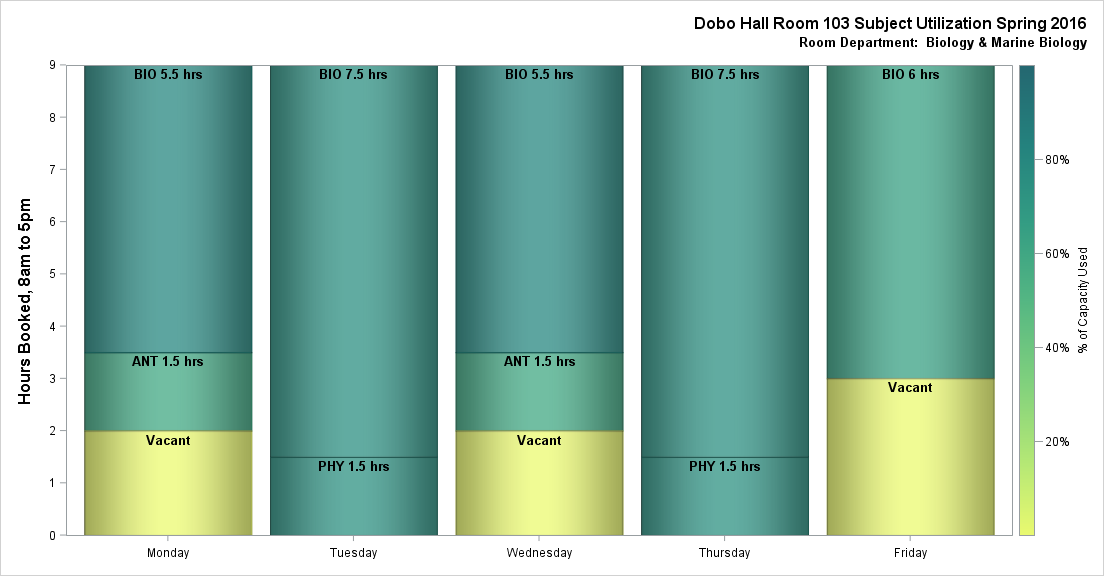 Dobo Hall Room 103 Subject Utilization Spring 2016
Room Department: Biology & Marine Biology
Hours Booked, 8am to 5pm
9
8
7
6
5
4
3
2
1
0
BIO 5.5 hrs
ANT 1.5 hrs
Vacant
BIO 7.5 hrs
PHY 1.5 hrs
BIO 5.5 hrs
ANT 1.5 hrs
Vacant
BIO 7.5 hrs
PHY 1.5 hrs
BIO 6 hrs
Vacant
Monday
Tuesday
Wednesday
Thursday
Friday
80%
60%
40%
20%
% of Capacity Used